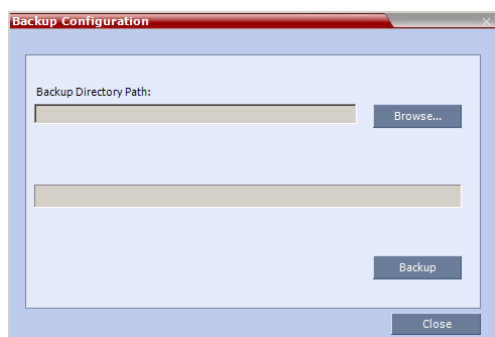 Backup Configuration
Backup Directory Path:
Browse...
Backup
Close